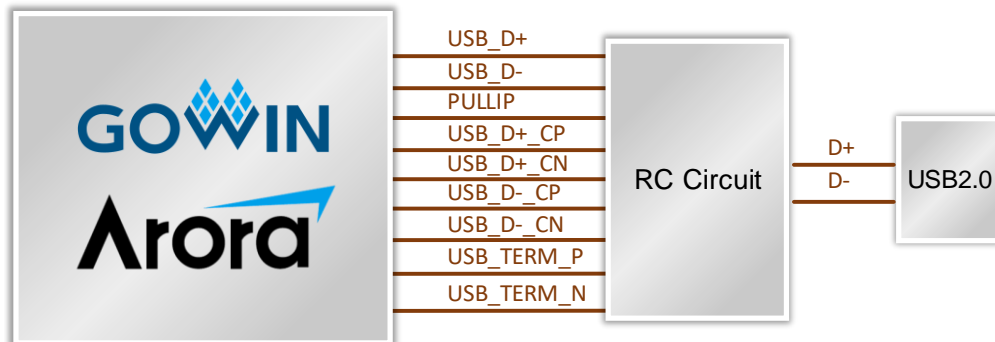 GOWIN
Arora
USB_D+
USB_D-
PULLIP
USB_D+_CP
USB_D+_CN
USB_D-_CP
USB_D-_CN
USB_TERM_P
USB_TERM_N
RC Circuit
D+
D-
USB2.0